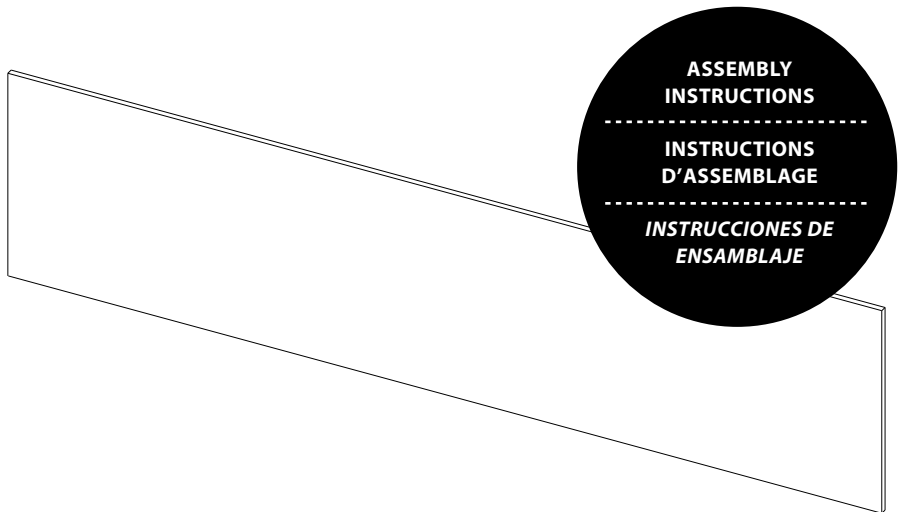 ASSEMBLY
INSTRUCTIONS
INSTRUCTIONS
D’ASSEMBLAGE
INSTRUCCIONES DE
ENSAMBLAJE